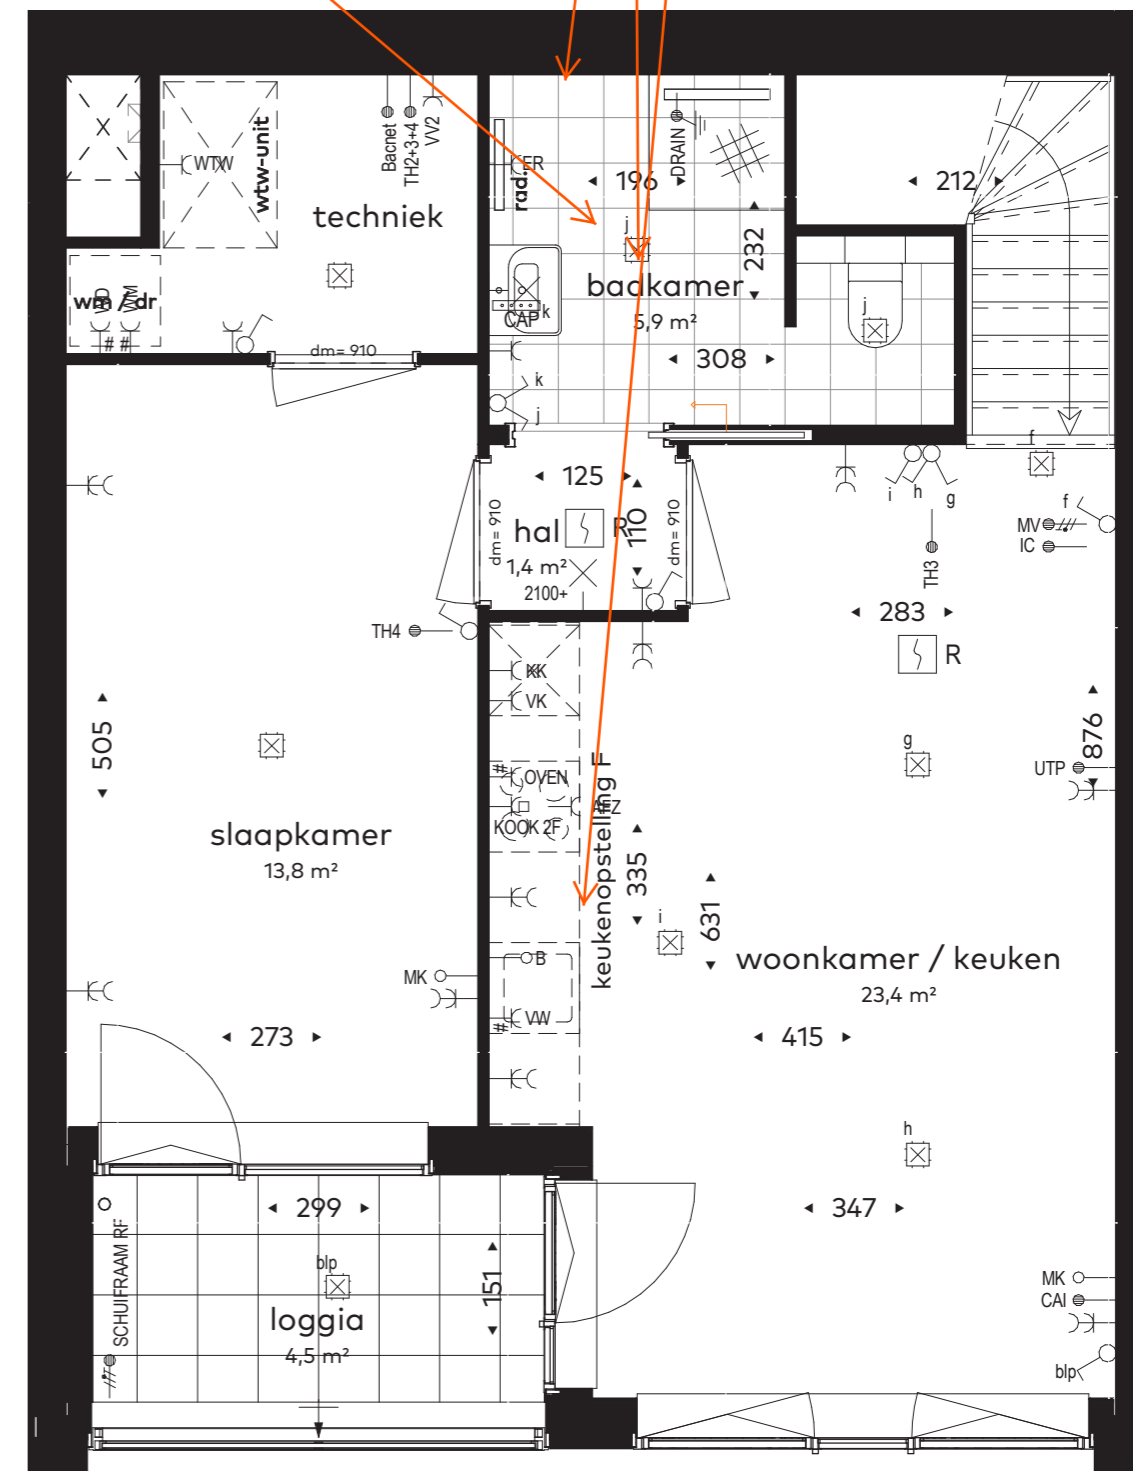 WTW
wtw-unit
Bacnet
TH2+3+4
VV2
techniek
wm / dr
WD
WM
# #
dm= 910
ER
rad.
DRAIN
196
j
232
badkamer
5,9 m²
k
CAP
308
k
j
212
j
125
hal
R
110
1,4 m²
2100+
dm= 910
dm= 910
i
h
g
f
f
MV
IC
TH3
283
R
TH4
KK
VK
505
g
876
UTP
#
OVEN
AFZ
KOOK 2F
keukenopstelling F
335
631
slaapkamer
13,8 m²
i
woonkamer / keuken
23,4 m²
B
MK
VW
#
273
415
h
299
347
SCHUIFRAAM RF
blp
151
loggia
4,5 m²
MK
CAI
blp